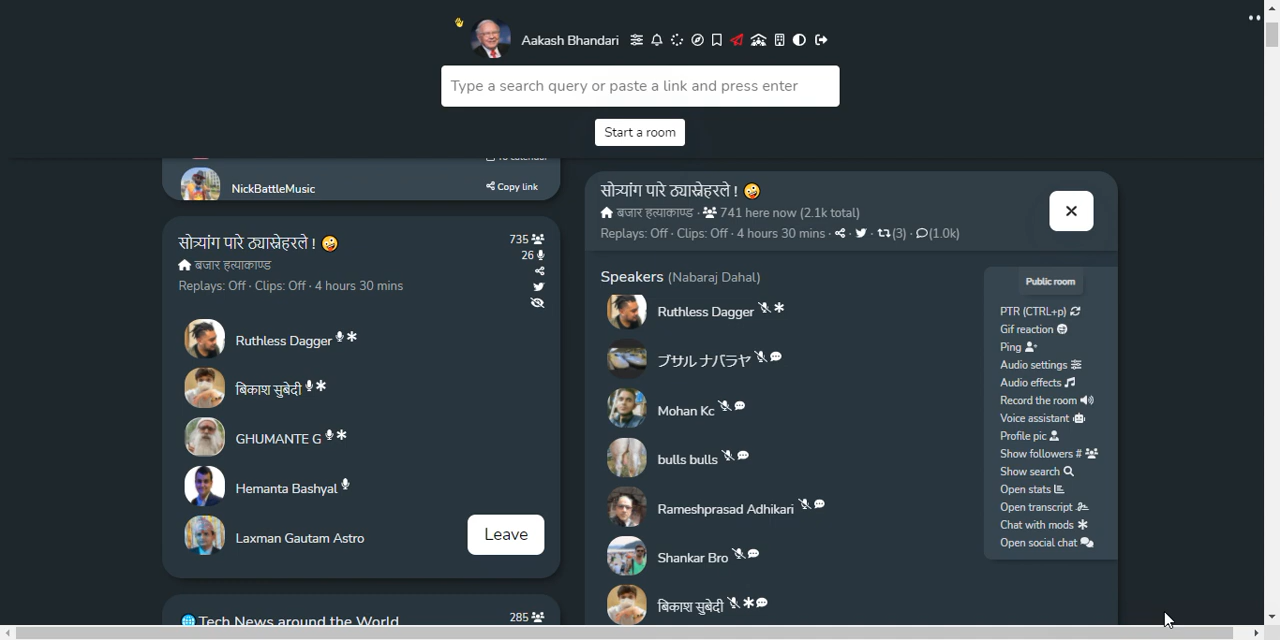 Aakash Bhandari
Type a search query or paste a link and press enter
Start a room
NickBattleMusic
Copy link
सोत्र्यांग पारे ठ्यास्नेहरले ! 🤪
बजार हत्याकाण्ड
Replays: Off · Clips: Off · 4 hours 30 mins
735
26
Ruthless Dagger
बिकाश सुबेदी
GHUMANTE G
Hemanta Bashyal
Laxman Gautam Astro
Leave
🌐Tech News around the World
285
सोत्र्यांग पारे ठ्यास्नेहरले ! 🤪
बजार हत्याकाण्ड · 741 here now (2.1k total)
Replays: Off · Clips: Off · 4 hours 30 mins · · · (3) · (1.0k)
Speakers (Nabaraj Dahal)
Ruthless Dagger
ブサル ナバラヤ
Mohan Kc
bulls bulls
Rameshprasad Adhikari
Shankar Bro
बिकाश सुबेदी
Public room
PTR (CTRL+p)
Gif reaction
Ping
Audio settings
Audio effects
Record the room
Voice assistant
Profile pic
Show followers #
Show search
Open stats
Open transcript
Chat with mods
Open social chat